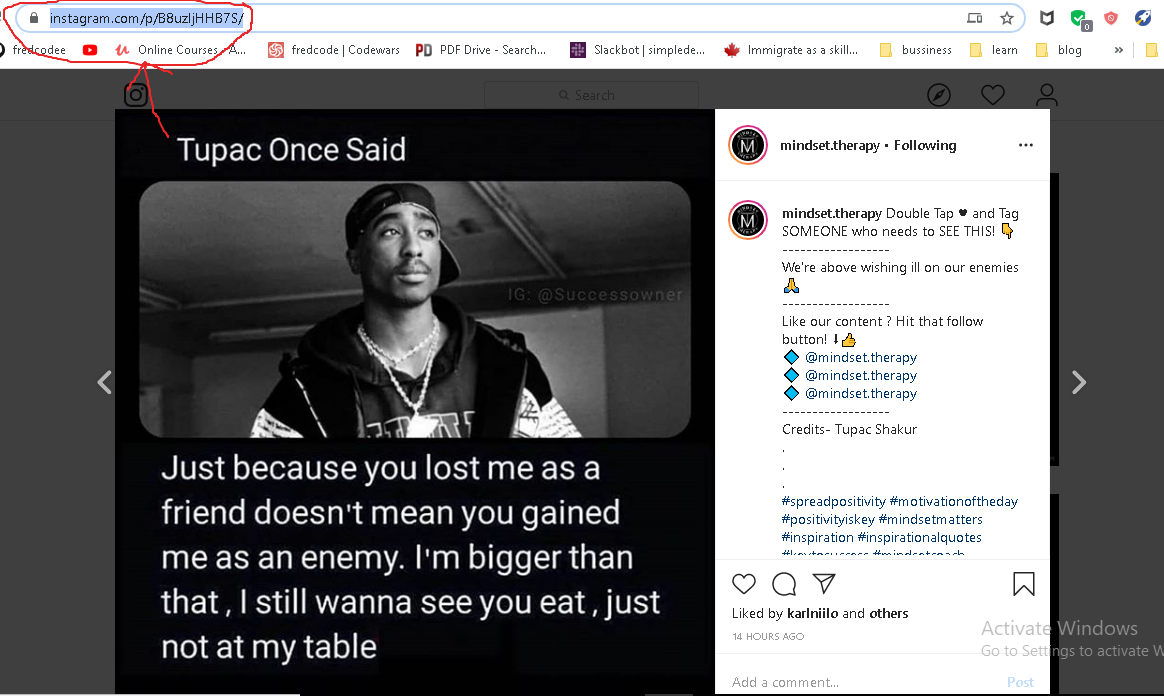 instagram.com/p/B8uzljHHB7S/
0
fredcodee
Online Courses - A...
fredcode | Codewars
PD PDF Drive - Search...
Slackbot | simplede...
Immigrate as a skill...
bussiness
learn
blog
»
Search
Tupac Once Said
IG: @Successowner
Just because you lost me as a
friend doesn't mean you gained
me as an enemy. I'm bigger than
that , I still wanna see you eat , just
not at my table
M
mindset.therapy • Following
M
mindset.therapy Double Tap ♥ and Tag
SOMEONE who needs to SEE THIS! 👇
------------------
We're above wishing ill on our enemies
🙏
------------------
Like our content ? Hit that follow
button! ⬇👍
🔷 @mindset.therapy
🔷 @mindset.therapy
🔷 @mindset.therapy
------------------
Credits- Tupac Shakur
.
.
.
#spreadpositivity #motivationoftheday
#positivityiskey #mindsetmatters
#inspiration #inspirationalquotes
#keytosuccess #mindsetcoach
Liked by karlniilo and others
14 HOURS AGO
Add a comment...
Post
Activate Windows
Go to Settings to activate W